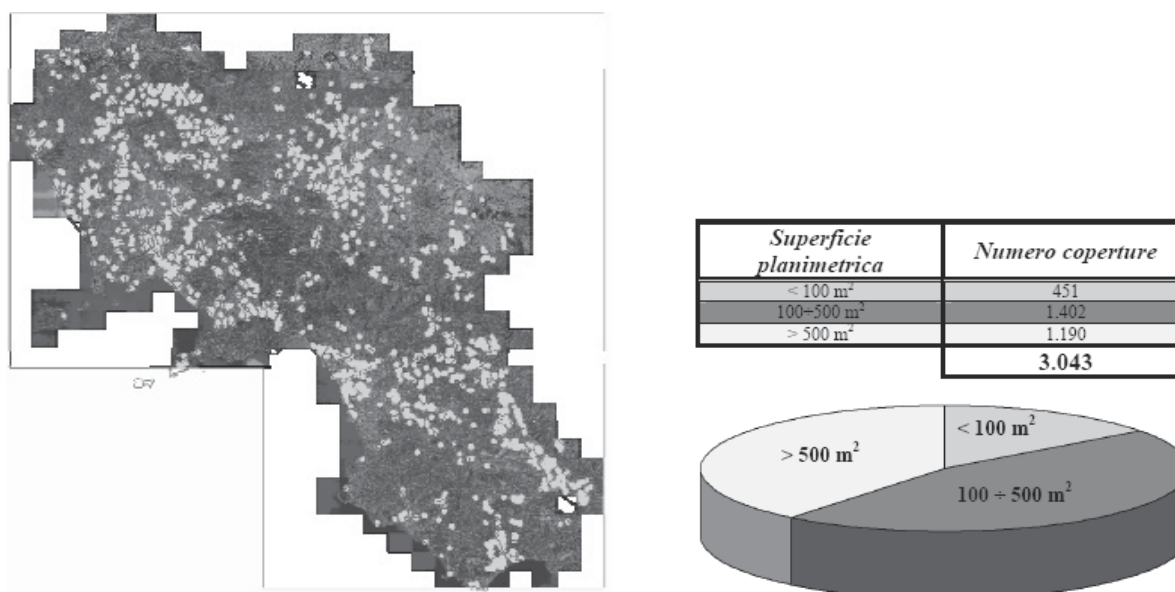 Superficie
planimetrica
Numero coperture
< 100 m²
451
100÷500 m²
1.402
> 500 m²
1.190
3.043
< 100 m²
> 500 m²
100 ÷ 500 m²